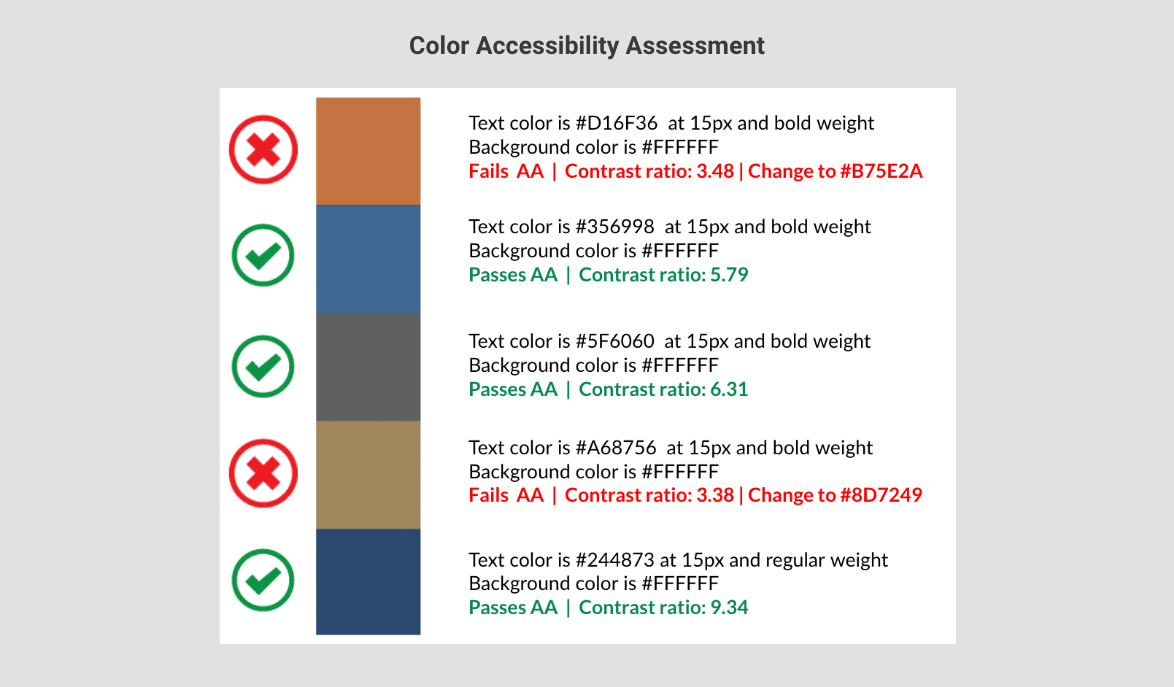 Color Accessibility Assessment
Text color is #D16F36 at 15px and bold weight
Background color is #FFFFFF
Fails AA | Contrast ratio: 3.48 | Change to #B75E2A
Text color is #356998 at 15px and bold weight
Background color is #FFFFFF
Passes AA | Contrast ratio: 5.79
Text color is #5F6060 at 15px and bold weight
Background color is #FFFFFF
Passes AA | Contrast ratio: 6.31
Text color is #A68756 at 15px and bold weight
Background color is #FFFFFF
Fails AA | Contrast ratio: 3.38 | Change to #8D7249
Text color is #244873 at 15px and regular weight
Background color is #FFFFFF
Passes AA | Contrast ratio: 9.34